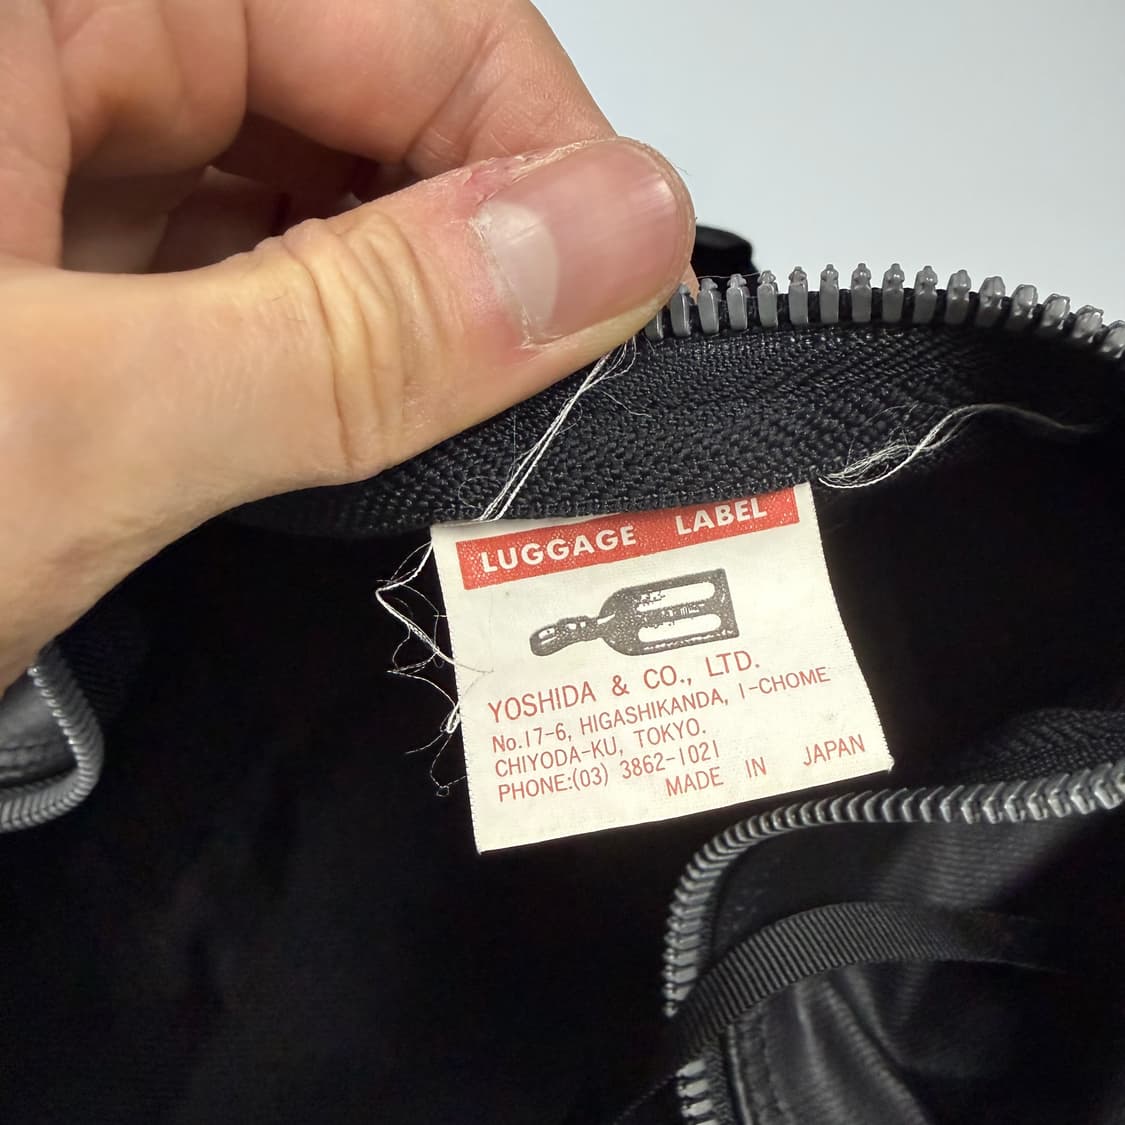 LUGGAGE LABEL
YOSHIDA & CO., LTD.
No.17-6, HIGASHIKANDA, 1-CHOME
CHIYODA-KU, TOKYO.
PHONE:(03) 3862-1021
MADE IN JAPAN